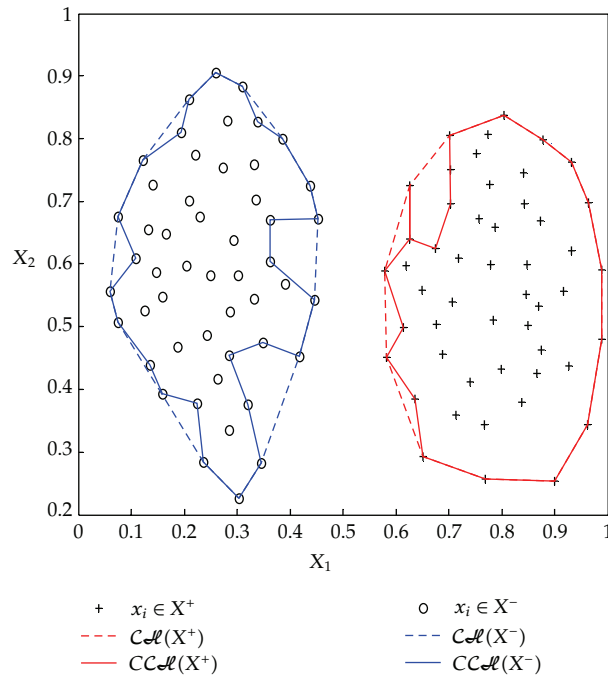 1
0.9
0.8
0.7
0.6
0.5
0.4
0.3
0.2
X₂
0 0.1 0.2 0.3 0.4 0.5 0.6 0.7 0.8 0.9 1
X₁
+ xᵢ ∈ X⁺
𝒞ℋ(X⁺)
C𝒞ℋ(X⁺)
o xᵢ ∈ X⁻
𝒞ℋ(X⁻)
C𝒞ℋ(X⁻)